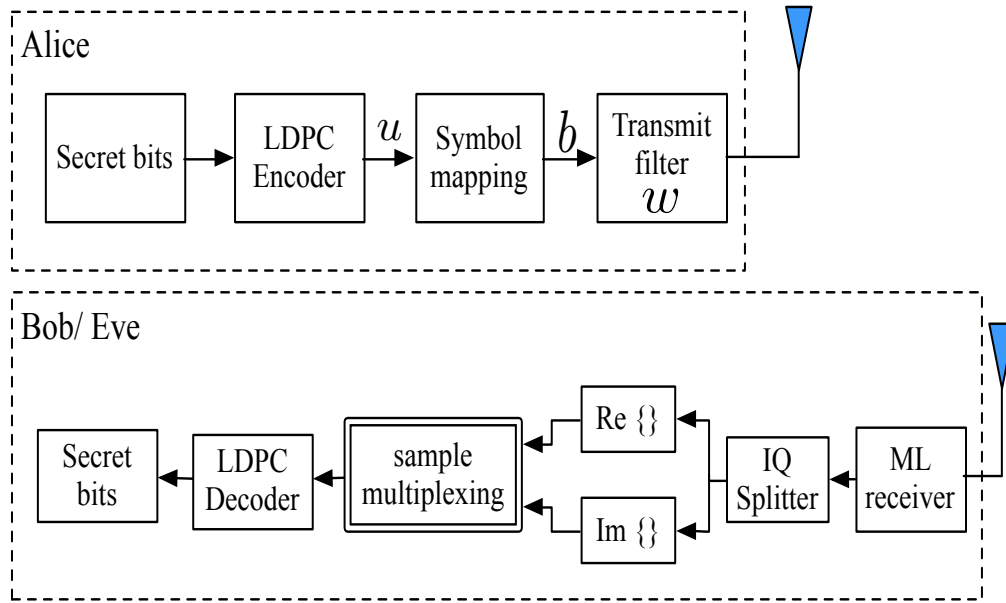 Alice
Secret bits
LDPC
Encoder
u
Symbol
mapping
b
Transmit
filter
w
Bob/ Eve
Secret
bits
LDPC
Decoder
sample
multiplexing
Re {}
Im {}
IQ
Splitter
ML
receiver